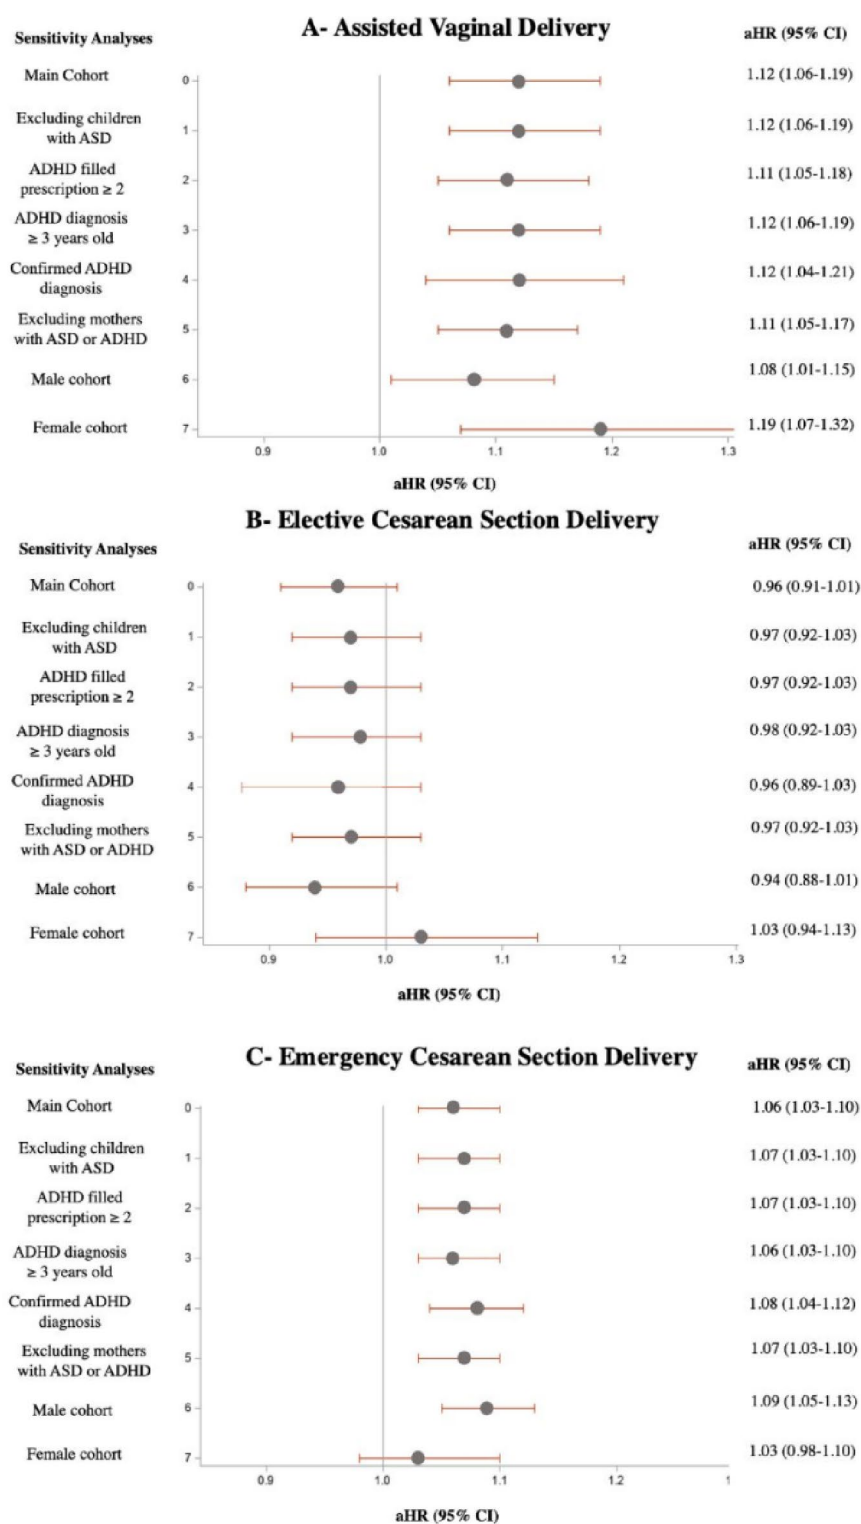 A- Assisted Vaginal Delivery
Sensitivity Analyses
aHR (95% CI)
Main Cohort
0
1.12 (1.06-1.19)
Excluding children
with ASD
1
1.12 (1.06-1.19)
ADHD filled
prescription ≥ 2
2
1.11 (1.05-1.18)
ADHD diagnosis
≥ 3 years old
3
1.12 (1.06-1.19)
Confirmed ADHD
diagnosis
4
1.12 (1.04-1.21)
Excluding mothers
with ASD or ADHD
5
1.11 (1.05-1.17)
Male cohort
6
1.08 (1.01-1.15)
Female cohort
7
1.19 (1.07-1.32)
0.9 1.0 1.1 1.2 1.3
aHR (95% CI)
B- Elective Cesarean Section Delivery
Sensitivity Analyses
aHR (95% CI)
Main Cohort
0
0.96 (0.91-1.01)
Excluding children
with ASD
1
0.97 (0.92-1.03)
ADHD filled
prescription ≥ 2
2
0.97 (0.92-1.03)
ADHD diagnosis
≥ 3 years old
3
0.98 (0.92-1.03)
Confirmed ADHD
diagnosis
4
0.96 (0.89-1.03)
Excluding mothers
with ASD or ADHD
5
0.97 (0.92-1.03)
Male cohort
6
0.94 (0.88-1.01)
Female cohort
7
1.03 (0.94-1.13)
0.9 1.0 1.1 1.2 1.3
aHR (95% CI)
C- Emergency Cesarean Section Delivery
Sensitivity Analyses
aHR (95% CI)
Main Cohort
0
1.06 (1.03-1.10)
Excluding children
with ASD
1
1.07 (1.03-1.10)
ADHD filled
prescription ≥ 2
2
1.07 (1.03-1.10)
ADHD diagnosis
≥ 3 years old
3
1.06 (1.03-1.10)
Confirmed ADHD
diagnosis
4
1.08 (1.04-1.12)
Excluding mothers
with ASD or ADHD
5
1.07 (1.03-1.10)
Male cohort
6
1.09 (1.05-1.13)
Female cohort
7
1.03 (0.98-1.10)
0.9 1.0 1.1 1.2 1
aHR (95% CI)